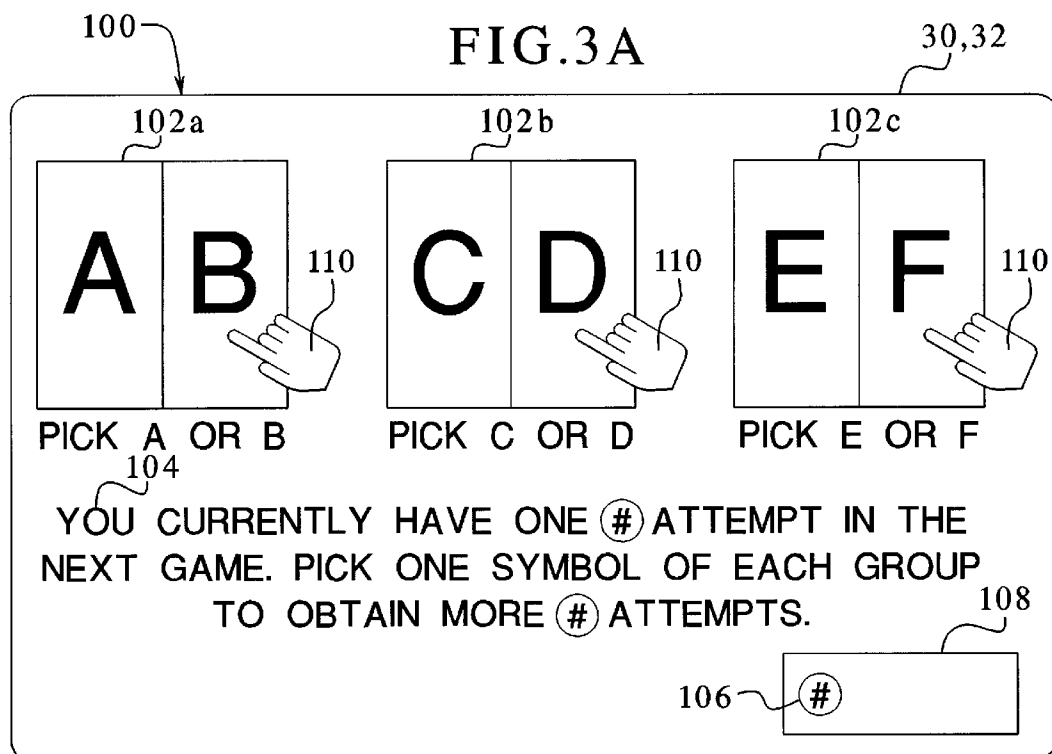 100 FIG.3A 30,32
102a 102b 102c
A B C D E F
110 110 110
PICK A OR B PICK C OR D PICK E OR F
104
YOU CURRENTLY HAVE ONE # ATTEMPT IN THE
NEXT GAME. PICK ONE SYMBOL OF EACH GROUP
TO OBTAIN MORE # ATTEMPTS.
108
106 #